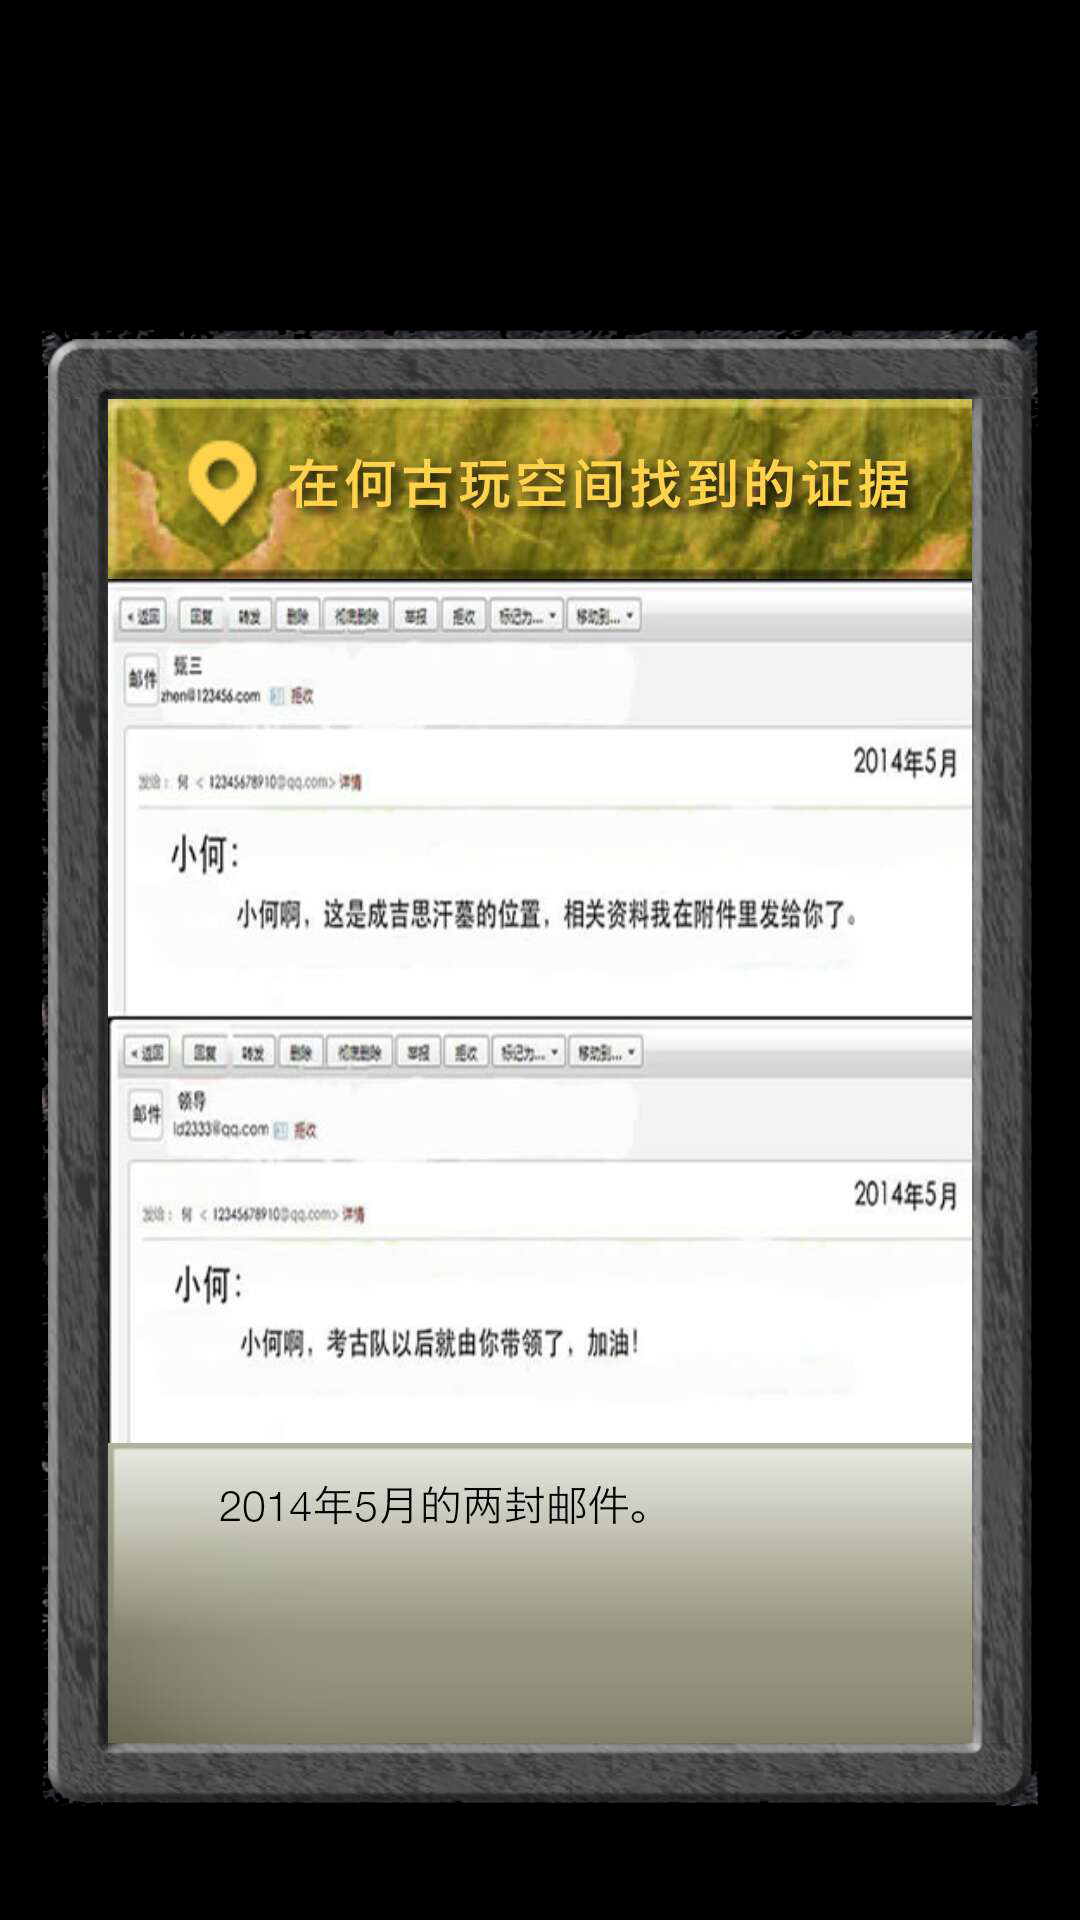 在何古玩空间找到的证据
« 返回 回复 转发 删除 彻底删除 举报 拒收 标记为... 移动到...
邮件
甄三
zhen@123456.com 拒收
2014年5月
发给：何 < 12345678910@qq.com> 详情
小何：
小何啊，这是成吉思汗墓的位置，相关资料我在附件里发给你了。
« 返回 回复 转发 删除 彻底删除 举报 拒收 标记为... 移动到...
邮件
领导
ld2333@qq.com 拒收
2014年5月
发给：何 < 12345678910@qq.com> 详情
小何：
小何啊，考古队以后就由你带领了，加油！
2014年5月的两封邮件。